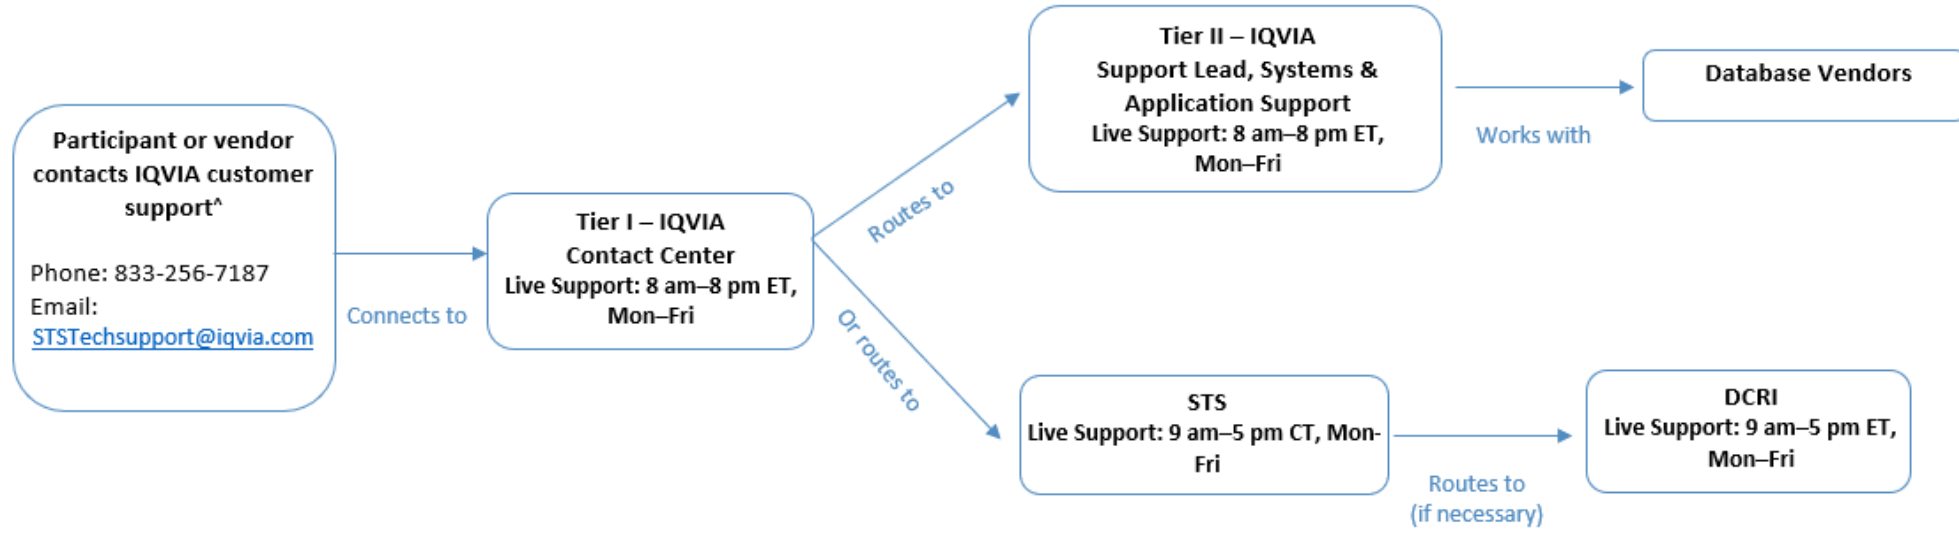 Participant or vendor
contacts IQVIA customer
support^
Phone: 833-256-7187
Email:
STSTechsupport@iqvia.com
Connects to
Tier I – IQVIA
Contact Center
Live Support: 8 am–8 pm ET,
Mon–Fri
Routes to
Tier II – IQVIA
Support Lead, Systems &
Application Support
Live Support: 8 am–8 pm ET,
Mon–Fri
Works with
Database Vendors
Or routes to
STS
Live Support: 9 am–5 pm CT, Mon-
Fri
Routes to
(if necessary)
DCRI
Live Support: 9 am–5 pm ET,
Mon–Fri